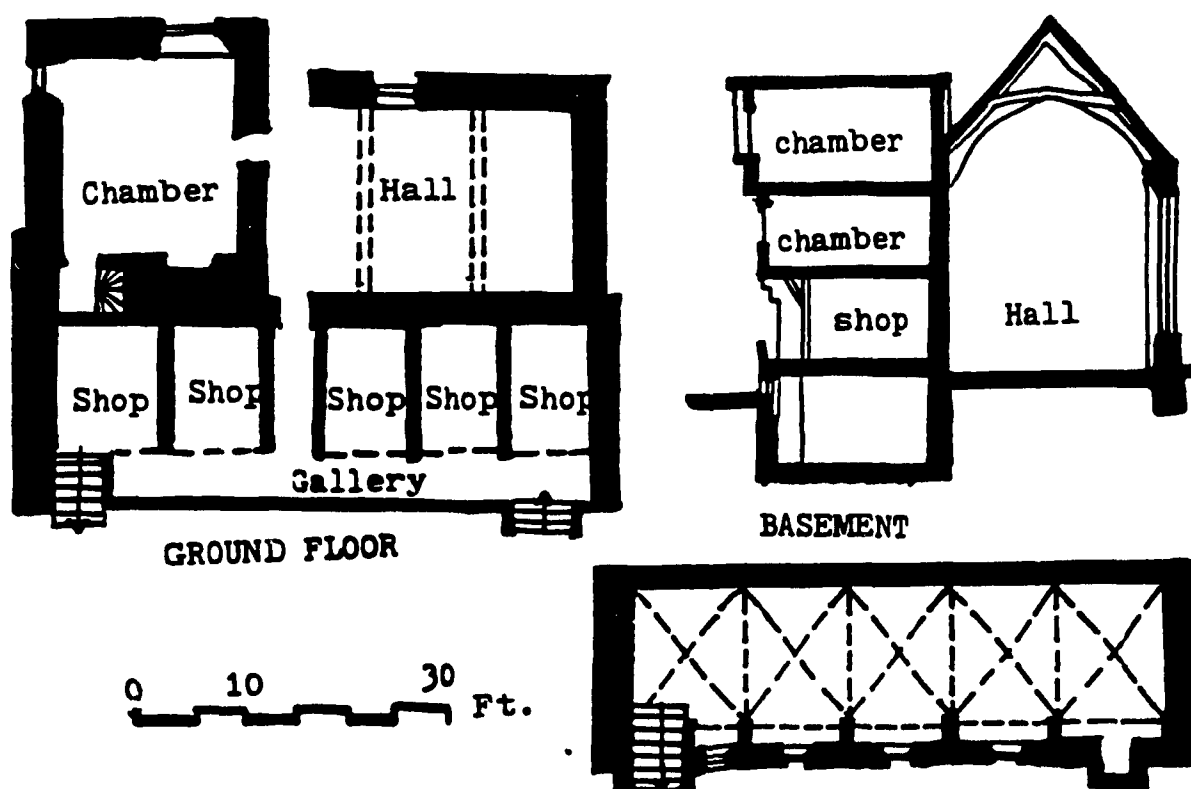 Chamber
Hall
Shop Shop Shop Shop Shop
Gallery
GROUND FLOOR
chamber
chamber
shop
Hall
BASEMENT
0 10 30 Ft.